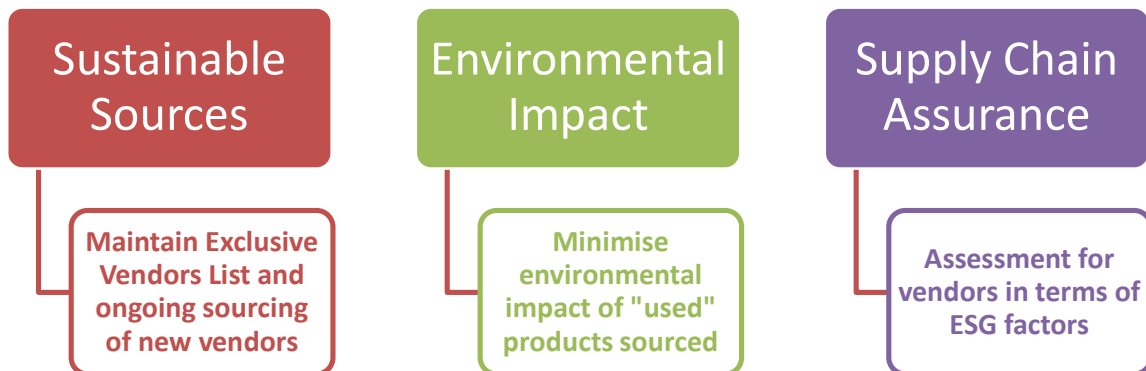 Sustainable
Sources
Maintain Exclusive
Vendors List and
ongoing sourcing
of new vendors
Environmental
Impact
Minimise
environmental
impact of "used"
products sourced
Supply Chain
Assurance
Assessment for
vendors in terms of
ESG factors